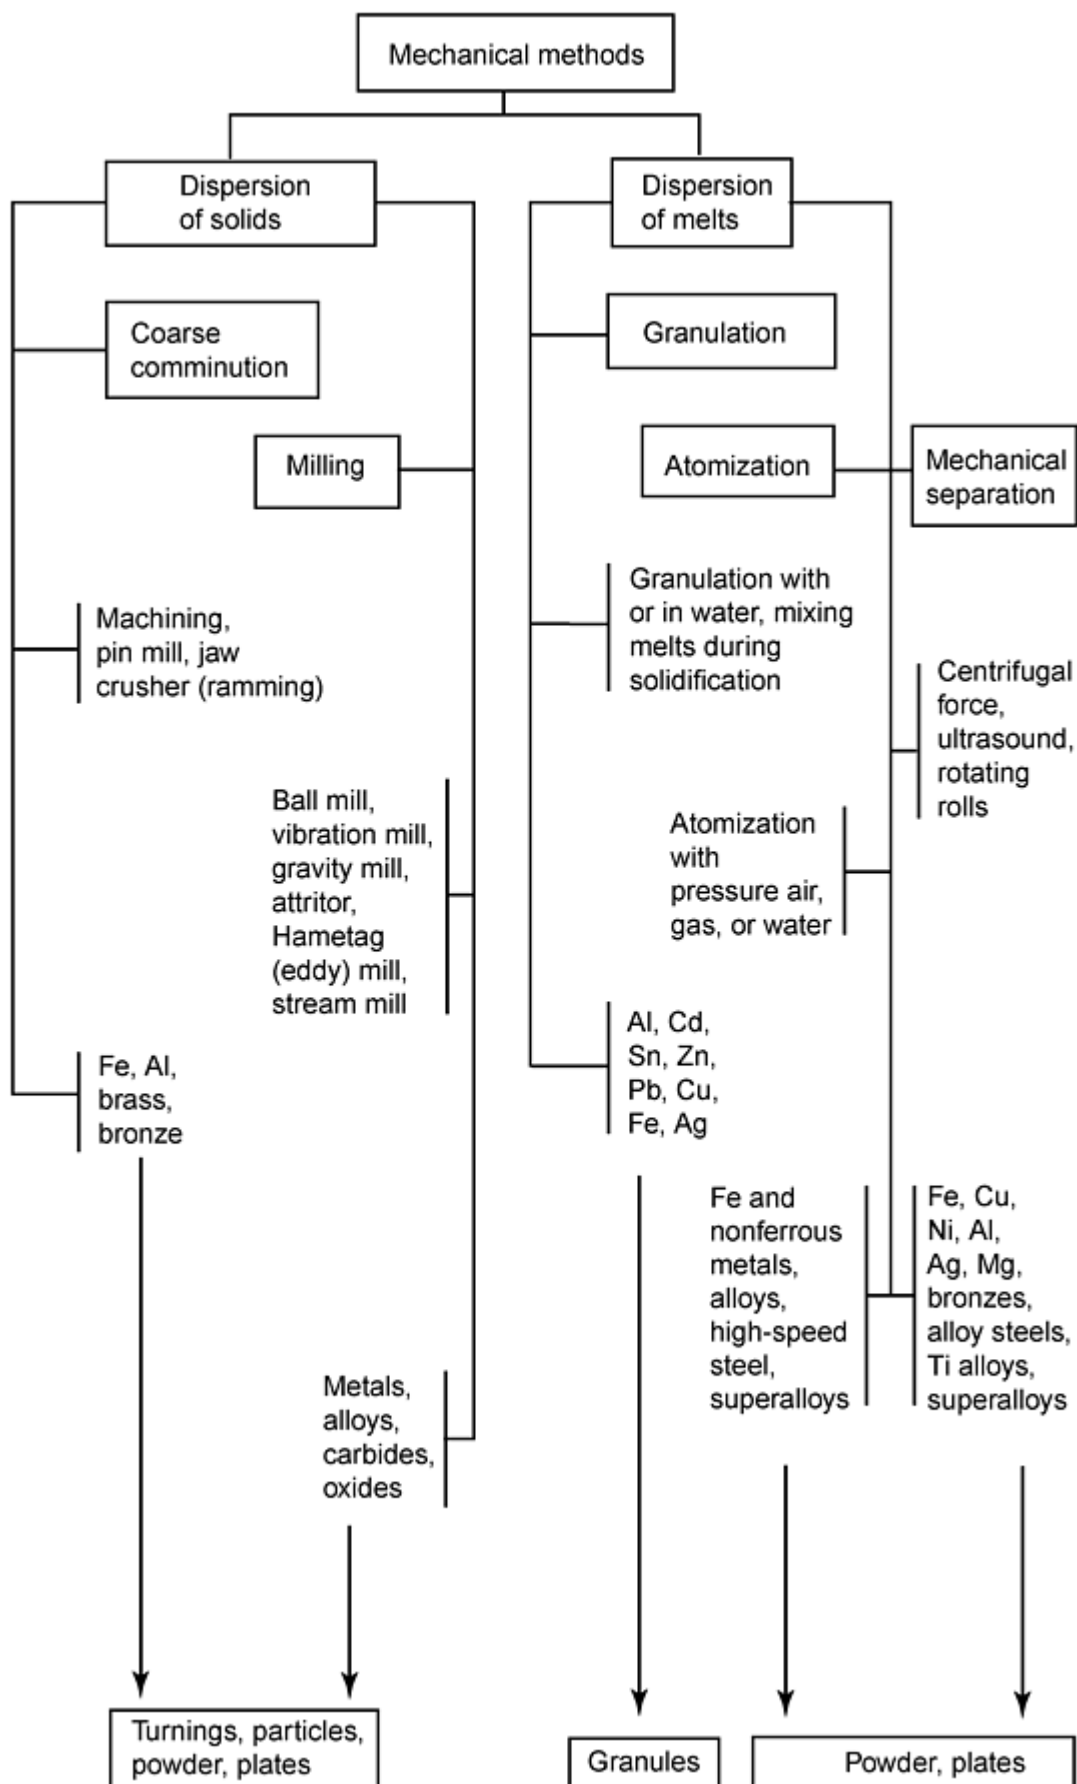 Mechanical methods
Dispersion
of solids
Dispersion
of melts
Coarse
comminution
Granulation
Milling
Atomization
Mechanical
separation
Machining,
pin mill, jaw
crusher (ramming)
Granulation with
or in water, mixing
melts during
solidification
Centrifugal
force,
ultrasound,
rotating
rolls
Ball mill,
vibration mill,
gravity mill,
attritor,
Hametag
(eddy) mill,
stream mill
Atomization
with
pressure air,
gas, or water
Fe, Al,
brass,
bronze
Al, Cd,
Sn, Zn,
Pb, Cu,
Fe, Ag
Fe and
nonferrous
metals,
alloys,
high-speed
steel,
superalloys
Fe, Cu,
Ni, Al,
Ag, Mg,
bronzes,
alloy steels,
Ti alloys,
superalloys
Metals,
alloys,
carbides,
oxides
Turnings, particles,
powder, plates
Granules
Powder, plates